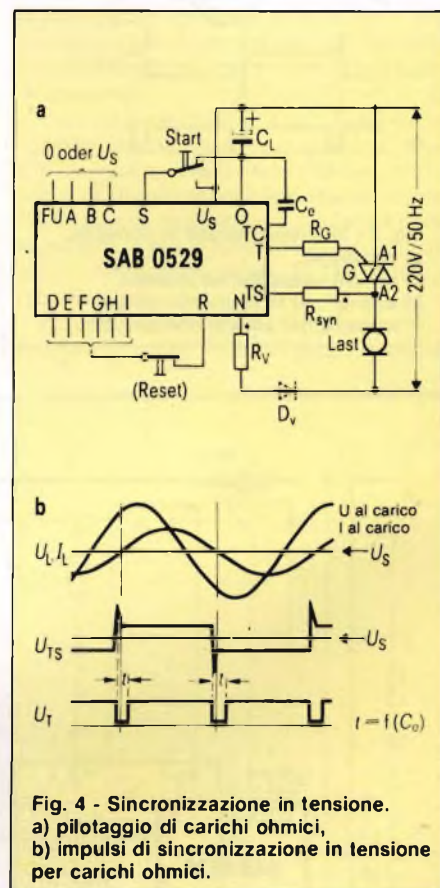 a
Start
+
C_L
0 oder U_S
FU A B C S U_S O
TC
C_e
SAB 0529
T
R_G
A1
G
A2
TS
R_syn
D E F G H I R N
R_V
Last
(Reset)
D_v
220V/50 Hz
b
U al carico
I al carico
U_L, I_L
U_S
U_TS
U_S
t
t
U_T
t = f(C_e)
Fig. 4 - Sincronizzazione in tensione.
a) pilotaggio di carichi ohmici,
b) impulsi di sincronizzazione in tensione
per carichi ohmici.